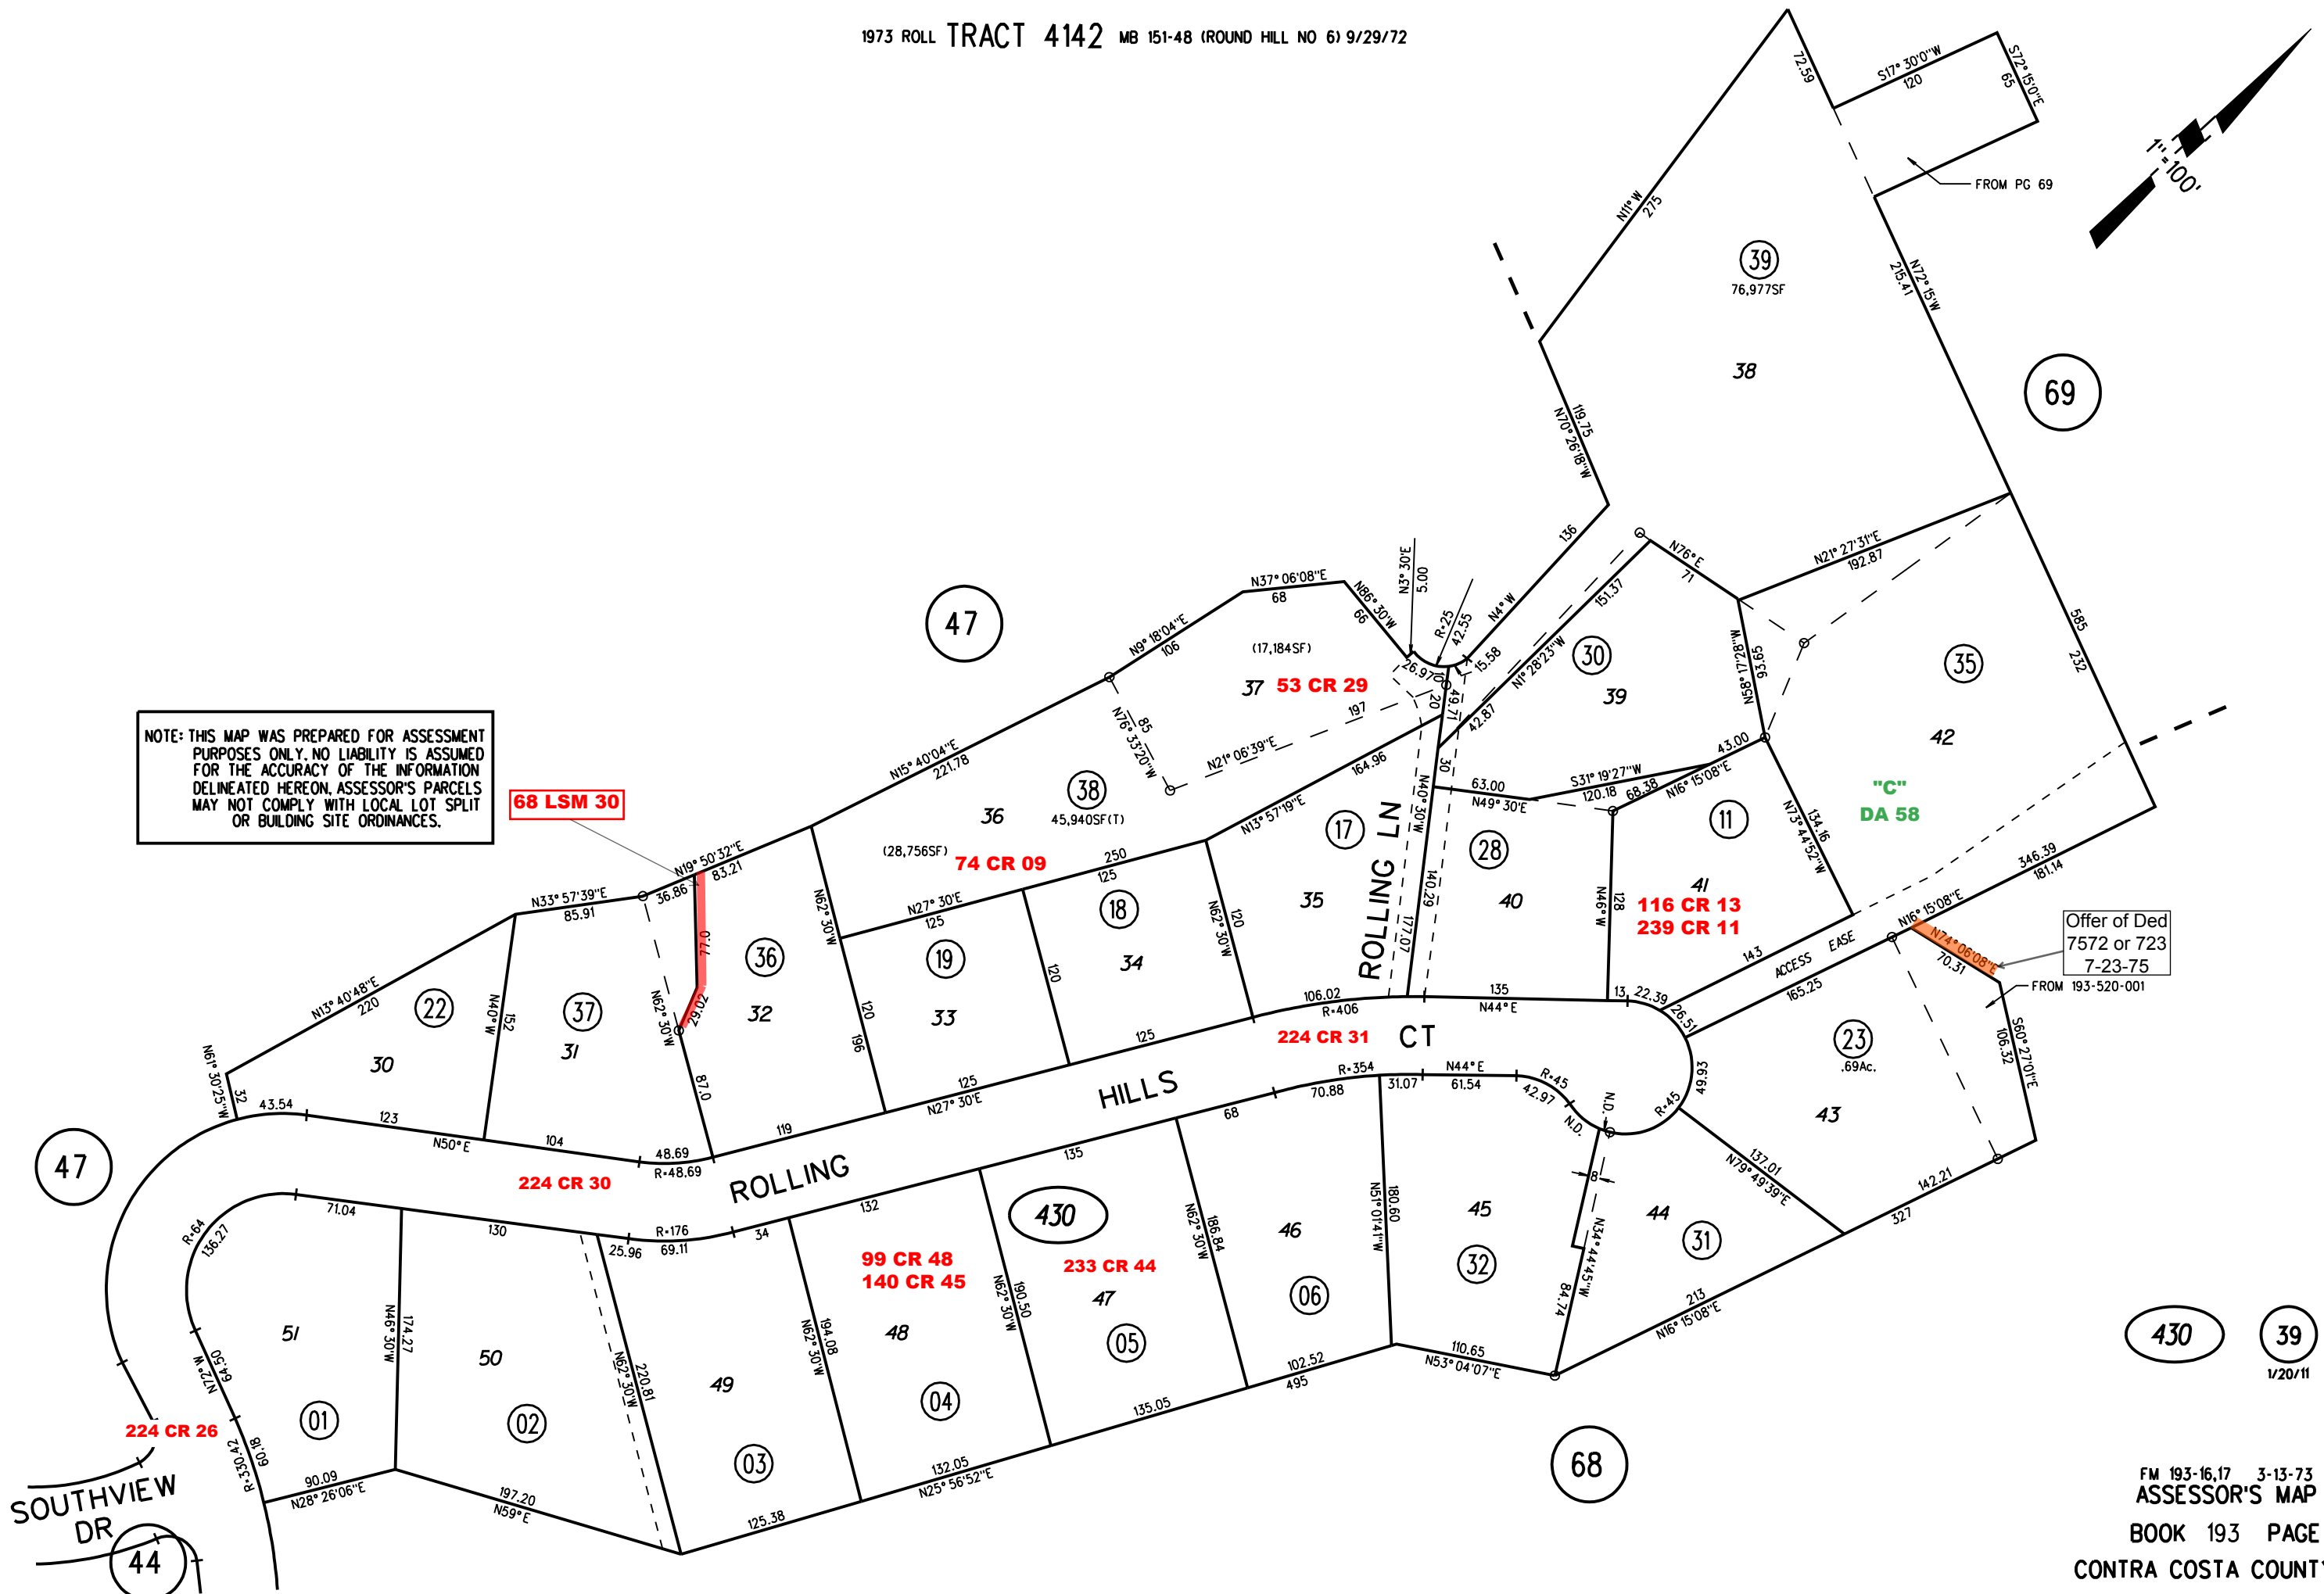 1973 ROLL TRACT 4142 MB 151-48 (ROUND HILL NO 6) 9/29/72
72.59
S17° 30'0"W
120
S72° 15'0"E
65
1"=100'
FROM PG 69
N11° W
275
39
76,977SF
N72° 15'W
215.41
38
69
119.75
N70° 26'18"W
136
N21° 27'31"E
192.87
N76° E
71
47
N37° 06'08"E
68
N86° 30'W
66
N3° 30'E
5.00
R=25
42.55
N4° W
15.58
151.37
N1° 28'23"W
42.87
30
39
N58° 17'28"W
93.65
35
585
232
42
"C"
DA 58
N9° 18'04"E
106
(17,184SF)
37
53 CR 29
26.97
10
20
49.71
197
N21° 06'39"E
85
N76° 33'20"W
N15° 40'04"E
221.78
164.96
N13° 57'19"E
30
63.00
N49° 30'E
S31° 19'27"W
120.18
68.38
N16° 15'08"E
43.00
NOTE: THIS MAP WAS PREPARED FOR ASSESSMENT
PURPOSES ONLY. NO LIABILITY IS ASSUMED
FOR THE ACCURACY OF THE INFORMATION
DELINEATED HEREON. ASSESSOR'S PARCELS
MAY NOT COMPLY WITH LOCAL LOT SPLIT
OR BUILDING SITE ORDINANCES.
68 LSM 30
38
45,940SF(T)
36
(28,756SF)
74 CR 09
250
125
N27° 30'E
125
17
35
ROLLING LN
N40° 30'W
140.29
177.07
28
40
N46° W
128
11
41
116 CR 13
239 CR 11
134.16
N73° 44'52"W
346.39
181.14
N16° 15'08"E
N74° 06'08"E
70.31
Offer of Ded
7572 or 723
7-23-75
FROM 193-520-001
143
ACCESS EASE
165.25
N19° 50'32"E
83.21
36.86
N33° 57'39"E
85.91
N62° 30'W
77.0
29.02
N62° 30'W
87.0
36
32
19
33
120
196
120
18
34
120
N62° 30'W
N13° 40'48"E
220
22
30
N40° W
152
37
31
N61° 30'25"W
32
43.54
123
N50° E
104
48.69
R=48.69
119
125
N27° 30'E
125
106.02
R=406
135
N44° E
13
22.39
26.51
49.93
R=45
224 CR 31
CT
HILLS
ROLLING
224 CR 30
23
.69Ac.
43
S60° 27'01"E
106.32
137.01
N79° 49'39"E
142.21
327
R=354
70.88
31.07
N44° E
61.54
R=45
42.97
N.D.
N.D.
8
N34° 44'45"W
84.74
44
31
45
32
213
N16° 15'08"E
47
R=64
136.27
71.04
130
25.96
R=176
69.11
34
132
135
68
430
99 CR 48
140 CR 45
48
04
233 CR 44
47
05
46
06
N62° 30'W
186.84
N51° 01'41"W
180.60
N62° 30'W
190.50
N62° 30'W
194.08
N62° 30'W
220.81
49
03
50
02
N46° 30'W
174.27
51
01
64.50
N72° W
60.18
R=330.42
90.09
N28° 26'06"E
197.20
N59° E
125.38
132.05
N25° 56'52"E
135.05
102.52
495
110.65
N53° 04'07"E
224 CR 26
SOUTHVIEW
DR
44
68
430
39
1/20/11
FM 193-16,17 3-13-73
ASSESSOR'S MAP
BOOK 193 PAGE
CONTRA COSTA COUNTY